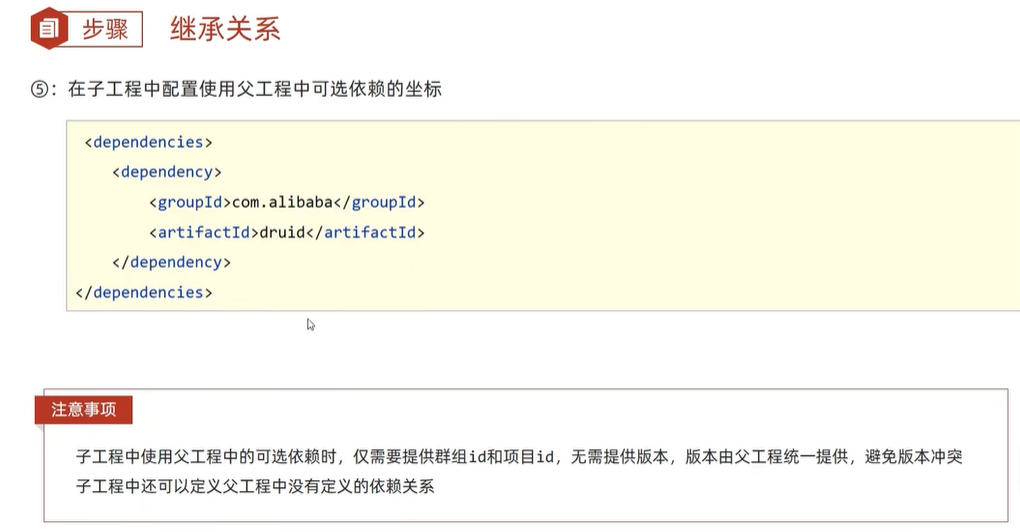 步骤 继承关系
⑤：在子工程中配置使用父工程中可选依赖的坐标
<dependencies>
<dependency>
<groupId>com.alibaba</groupId>
<artifactId>druid</artifactId>
</dependency>
</dependencies>
注意事项
子工程中使用父工程中的可选依赖时，仅需要提供群组id和项目id，无需提供版本，版本由父工程统一提供，避免版本冲突
子工程中还可以定义父工程中没有定义的依赖关系